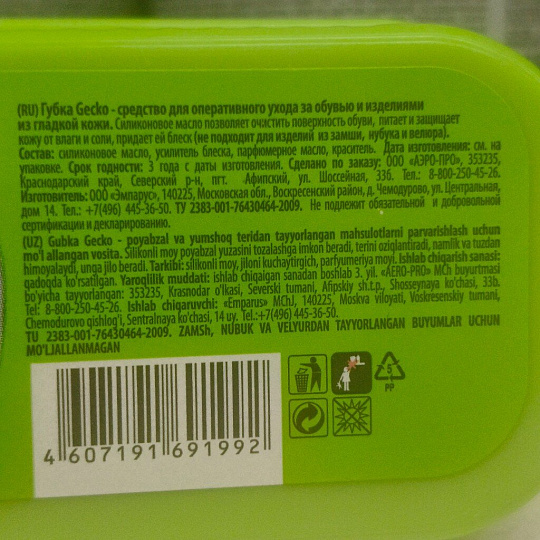 (RU) Губка Gecko - средство для оперативного ухода за обувью и изделиями
из гладкой кожи. Силиконовое масло позволяет очистить поверхность обуви, питает и защищает
кожу от влаги и соли, придает ей блеск (не подходит для изделий из замши, нубука и велюра).
Состав: силиконовое масло, усилитель блеска, парфюмерное масло, краситель. Дата изготовления: см. на
упаковке. Срок годности: 3 года с даты изготовления. Сделано по заказу: ООО «АЭРО-ПРО», 353235,
Краснодарский край, Северский р-н, пгт. Афипский, ул. Шоссейная, 33б. Тел.: 8-800-250-45-26.
Изготовитель: ООО «Эмпарус», 140225, Московская обл., Воскресенский район, д. Чемодурово, ул. Центральная,
дом 14. Тел.: +7(496) 445-36-50. ТУ 2383-001-76430464-2009. Не подлежит обязательной и добровольной
сертификации и декларированию.
(UZ) Gubka Gecko - poyabzal va yumshoq teridan tayyorlangan mahsulotlarni parvarishlash uchun
mo'l allangan vosita. Silikonli moy poyabzal yuzasini tozalashga imkon beradi, terini oziqlantiradi, namlik va tuzdan
himoyalaydi, unga jilo beradi. Tarkibi: silikonli moy, jiloni kuchaytirgich, parfyumeriya moyi. Ishlab chiqarish sanasi:
qadoqda ko'rsatilgan. Yaroqlilik muddati: ishlab chiqaigan sanadan boshlab 3. yil. «AERO-PRO» MCh buyurtmasi
bo'yicha tayyorlangan: 353235, Krasnodar o'lkasi, Severski tumani, Afipskiy sh.t.p., Shosseynaya ko'chasi, 33b.
Tel: 8-800-250-45-26. Ishlab chiqaruvchi: «Emparus» MChJ, 140225, Moskva viloyati, Voskresenskiy tumani,
Chemodurovo qishlog'i, Sentralnaya ko'chasi, 14 uy. Tel.:+7(496) 445-36-50.
TU 2383-001-76430464-2009. ZAMSh, NUBUK VA VELYURDAN TAYYORLANGAN BUYUMLAR UCHUN
MO'LJALLANMAGAN
5
PP
4 607191 691992